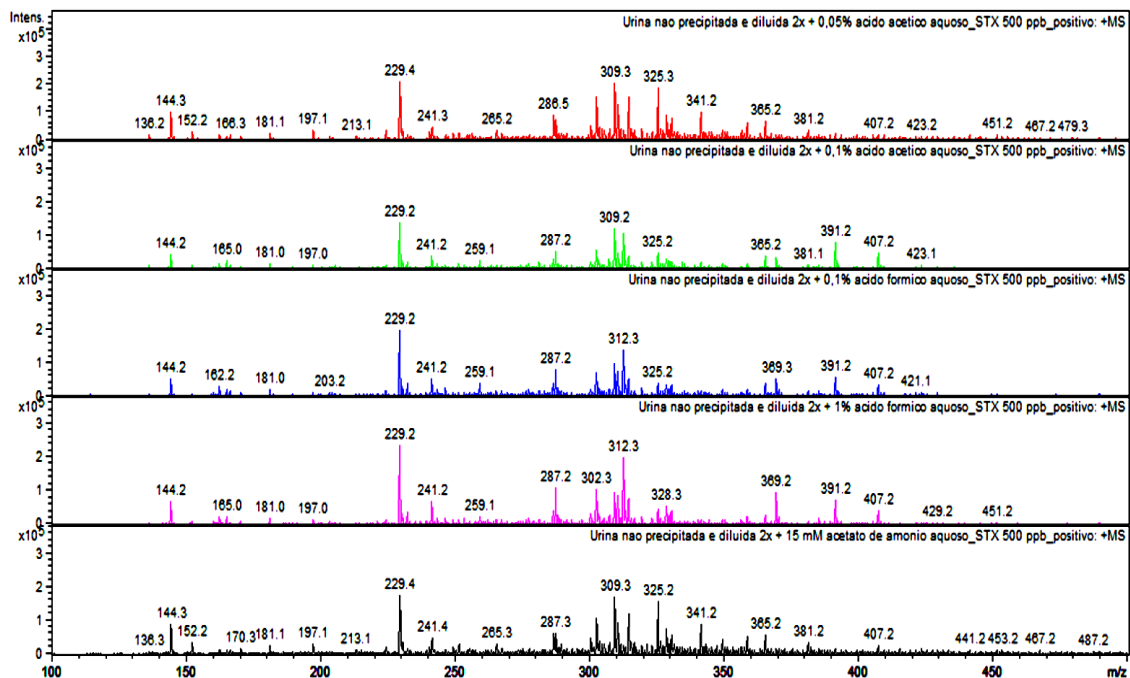 Intens.
x10⁵
Urina nao precipitada e diluida 2x + 0,05% acido acetico aquoso_STX 500 ppb_positivo: +MS
3
2
1
0
136.2 144.3 152.2 166.3 181.1 197.1 213.1 229.4 241.3 265.2 286.5 309.3 325.3 341.2 365.2 381.2 407.2 423.2 451.2 467.2 479.3
x10⁵
Urina nao precipitada e diluida 2x + 0,1% acido acetico aquoso_STX 500 ppb_positivo: +MS
3
2
1
0
144.2 165.0 181.0 197.0 229.2 241.2 259.1 287.2 309.2 325.2 365.2 381.1 391.2 407.2 423.1
x10⁵
Urina nao precipitada e diluida 2x + 0,1% acido formico aquoso_STX 500 ppb_positivo: +MS
3
2
1
0
144.2 162.2 181.0 203.2 229.2 241.2 259.1 287.2 312.3 325.2 369.3 391.2 407.2 421.1
x10⁵
Urina nao precipitada e diluida 2x + 1% acido formico aquoso_STX 500 ppb_positivo: +MS
3
2
1
0
144.2 165.0 181.0 197.0 229.2 241.2 259.1 287.2 302.3 312.3 328.3 369.2 391.2 407.2 429.2 451.2
x10⁵
Urina nao precipitada e diluida 2x + 15 mM acetato de amonio aquoso_STX 500 ppb_positivo: +MS
3
2
1
0
136.3 144.3 152.2 170.3 181.1 197.1 213.1 229.4 241.4 265.3 287.3 309.3 325.2 341.2 365.2 381.2 407.2 441.2 453.2 467.2 487.2
100 150 200 250 300 350 400 450 m/z